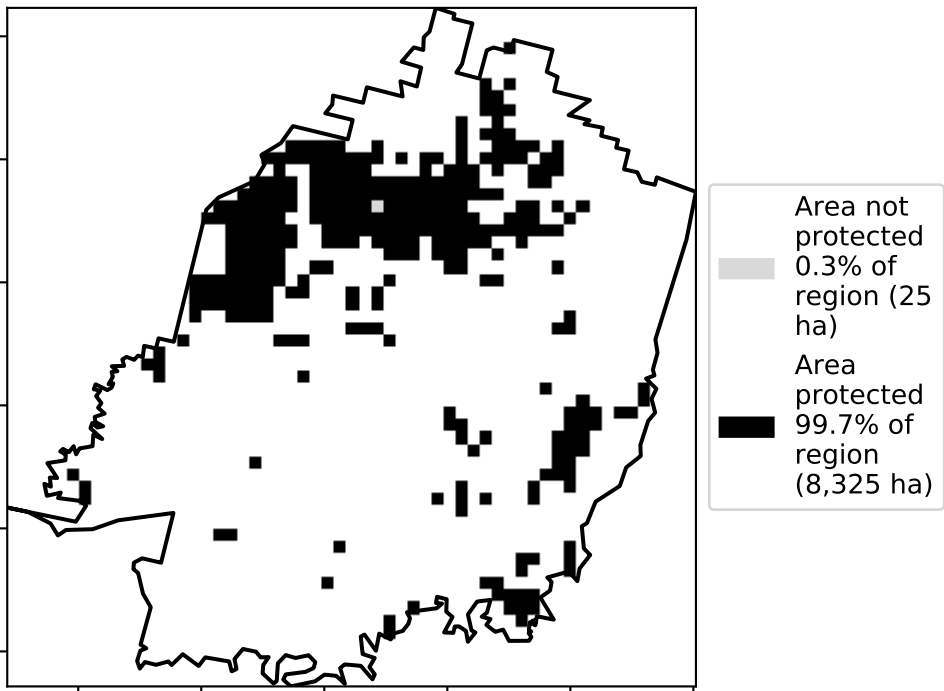 Area not
protected
0.3% of
region (25
ha)
Area
protected
99.7% of
region
(8,325 ha)